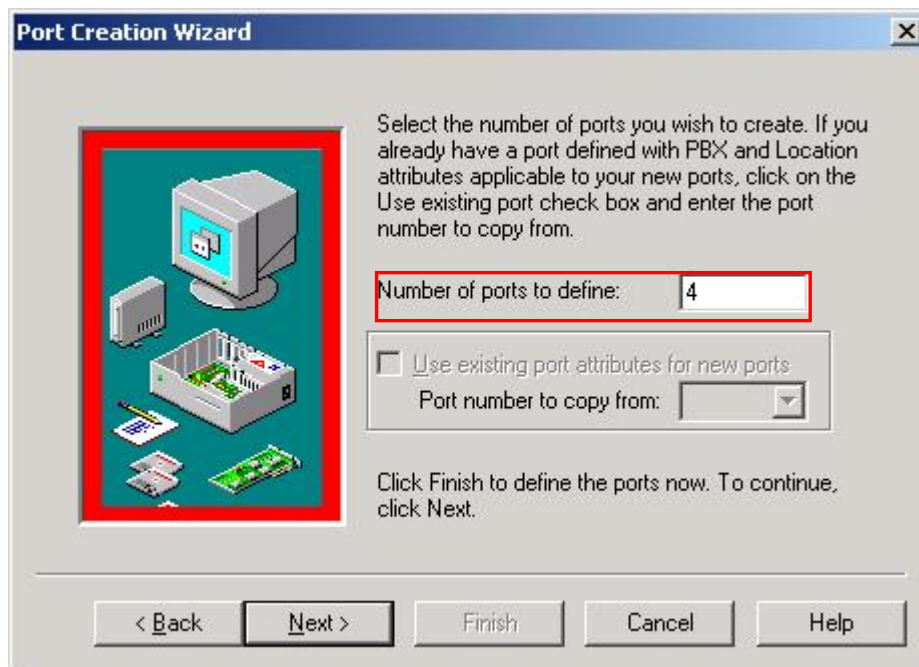 Port Creation Wizard
Select the number of ports you wish to create. If you
already have a port defined with PBX and Location
attributes applicable to your new ports, click on the
Use existing port check box and enter the port
number to copy from.
Number of ports to define: 4
Use existing port attributes for new ports
Port number to copy from:
Click Finish to define the ports now. To continue,
click Next.
< Back Next > Finish Cancel Help